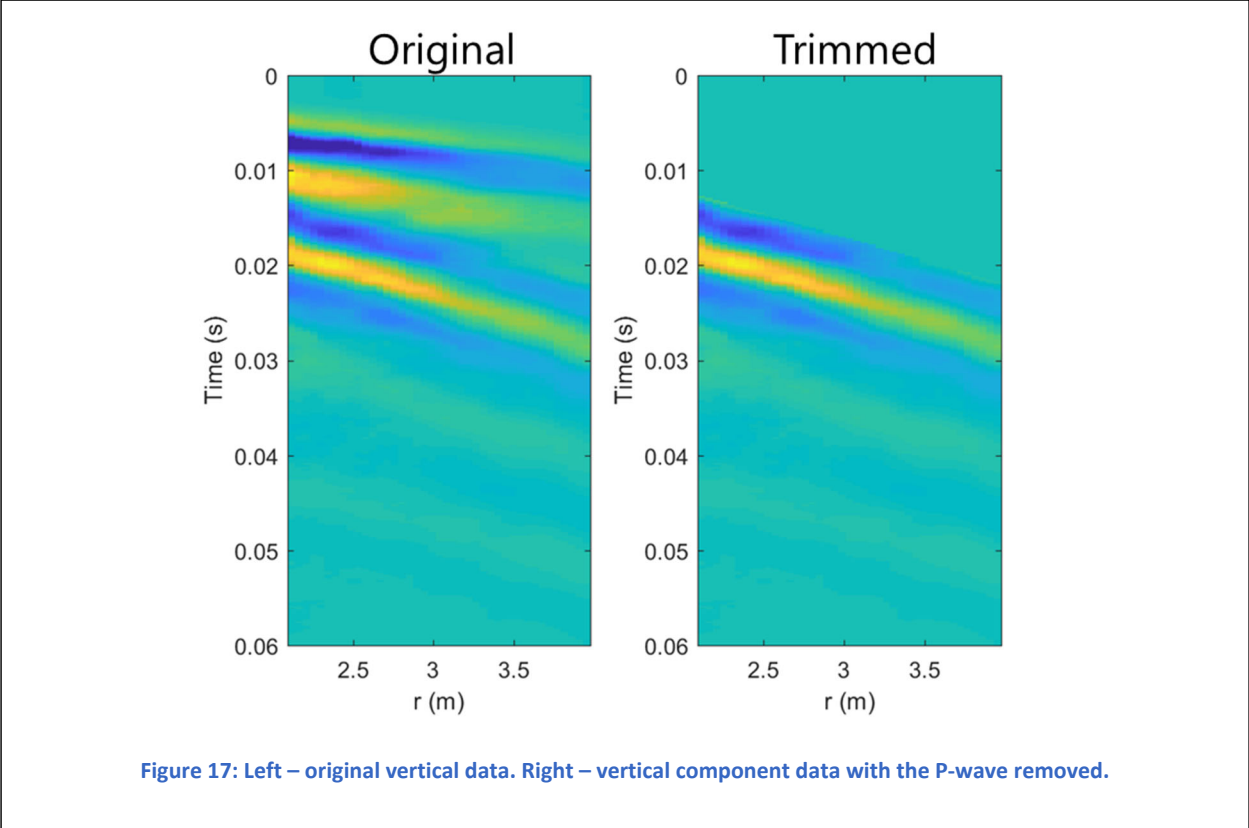 Original
Trimmed
0
0.01
0.02
0.03
0.04
0.05
0.06
Time (s)
2.5 3 3.5
r (m)
0
0.01
0.02
0.03
0.04
0.05
0.06
Time (s)
2.5 3 3.5
r (m)
Figure 17: Left – original vertical data. Right – vertical component data with the P-wave removed.